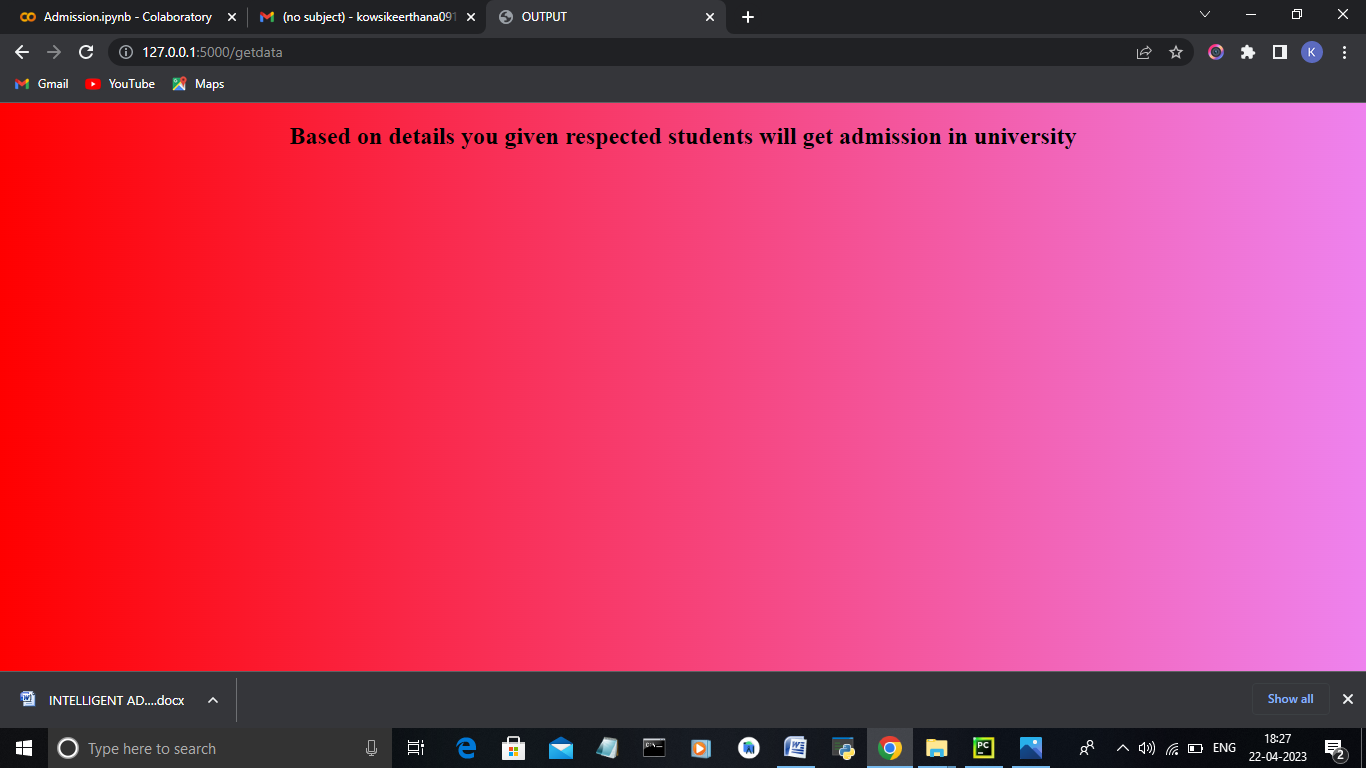 Admission.ipynb - Colaboratory
(no subject) - kowsikeerthana091
OUTPUT
127.0.0.1:5000/getdata
K
Gmail
YouTube
Maps
Based on details you given respected students will get admission in university
INTELLIGENT AD....docx
Show all
Type here to search
PC
ENG
18:27
22-04-2023
2